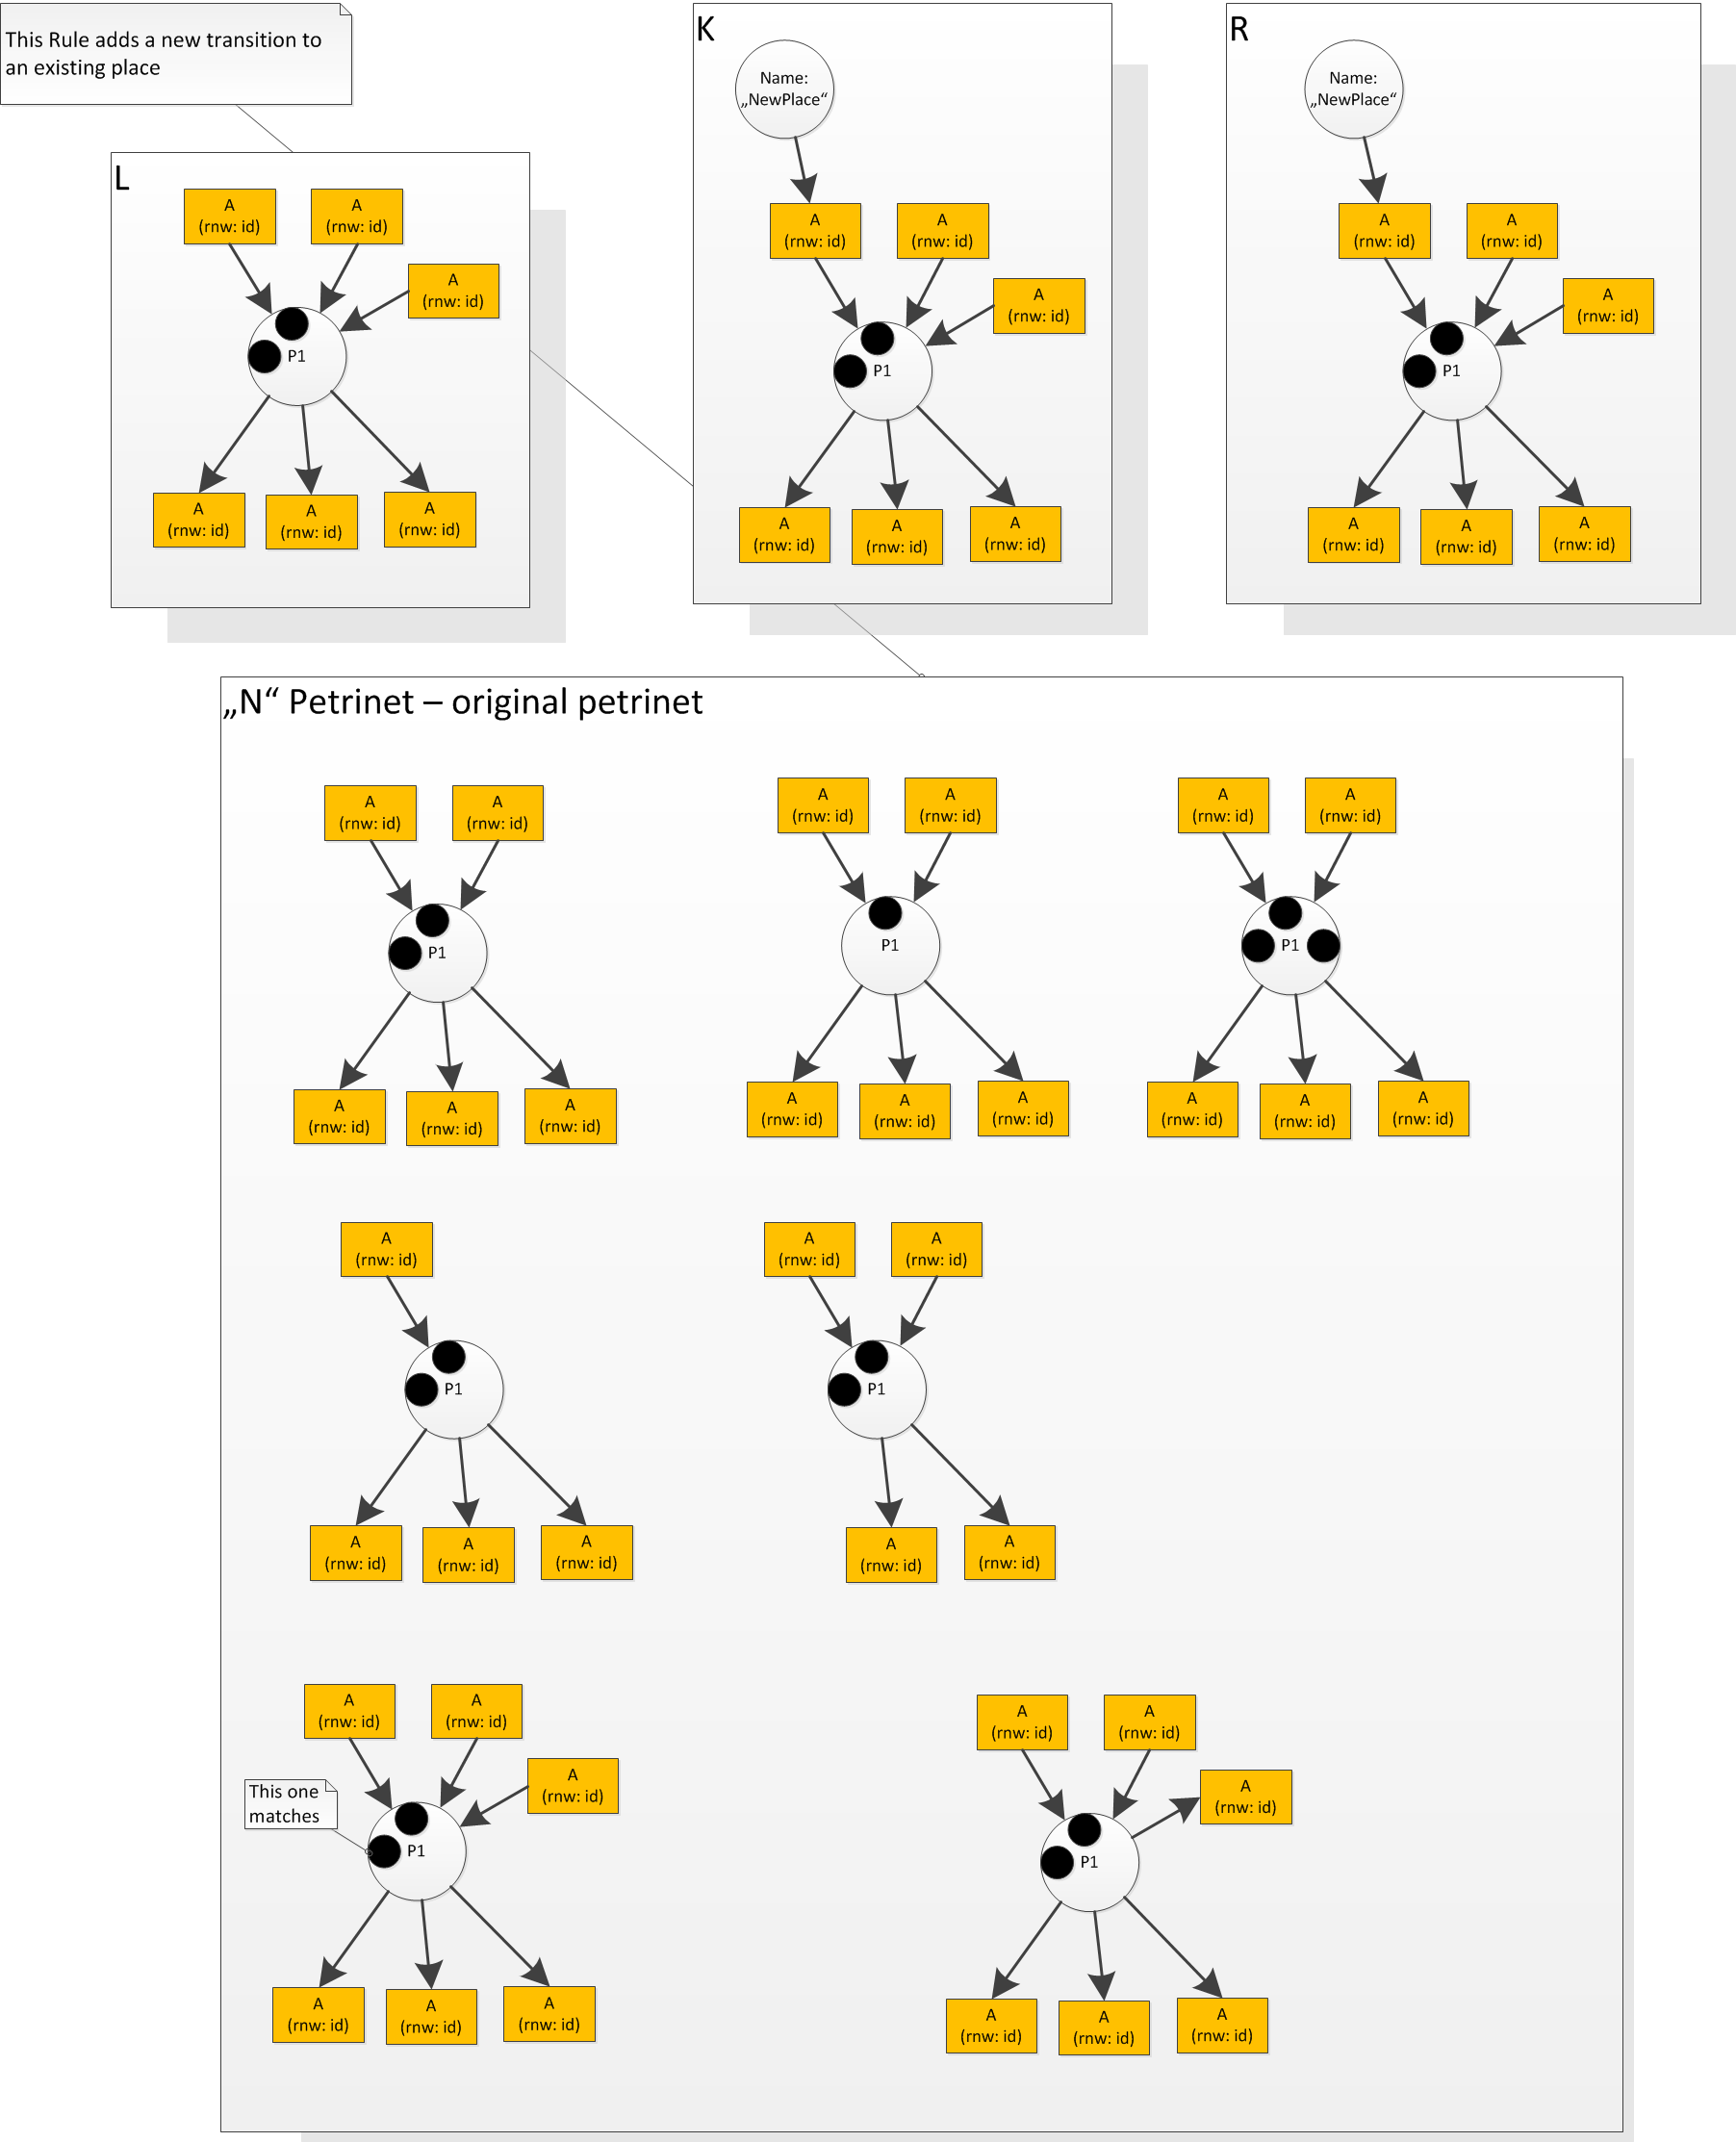 This Rule adds a new transition to
an existing place
L
A
(rnw: id)
A
(rnw: id)
A
(rnw: id)
P1
A
(rnw: id)
A
(rnw: id)
A
(rnw: id)
K
Name:
„NewPlace“
A
(rnw: id)
A
(rnw: id)
A
(rnw: id)
P1
A
(rnw: id)
A
(rnw: id)
A
(rnw: id)
R
Name:
„NewPlace“
A
(rnw: id)
A
(rnw: id)
A
(rnw: id)
P1
A
(rnw: id)
A
(rnw: id)
A
(rnw: id)
„N“ Petrinet – original petrinet
A
(rnw: id)
A
(rnw: id)
P1
A
(rnw: id)
A
(rnw: id)
A
(rnw: id)
A
(rnw: id)
A
(rnw: id)
P1
A
(rnw: id)
A
(rnw: id)
A
(rnw: id)
A
(rnw: id)
A
(rnw: id)
P1
A
(rnw: id)
A
(rnw: id)
A
(rnw: id)
A
(rnw: id)
P1
A
(rnw: id)
A
(rnw: id)
A
(rnw: id)
A
(rnw: id)
A
(rnw: id)
P1
A
(rnw: id)
A
(rnw: id)
A
(rnw: id)
A
(rnw: id)
A
(rnw: id)
This one
matches
P1
A
(rnw: id)
A
(rnw: id)
A
(rnw: id)
A
(rnw: id)
A
(rnw: id)
A
(rnw: id)
P1
A
(rnw: id)
A
(rnw: id)
A
(rnw: id)